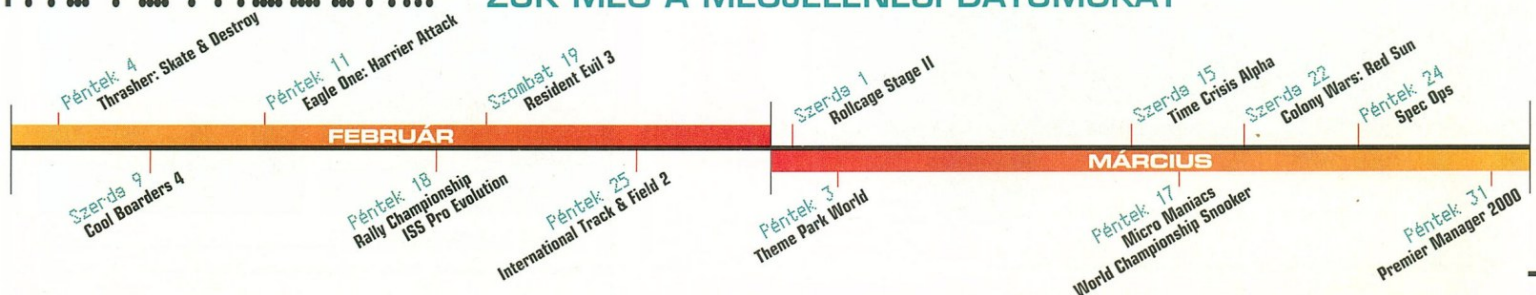 ZÜK MEG A MEGJELENÉSI DÁTUMOKAT
Péntek 4
Thrasher: Skate & Destroy
Péntek 11
Eagle One: Harrier Attack
Szombat 19
Resident Evil 3
Szerda 1
Rollcage Stage II
Szerda 15
Time Crisis Alpha
Szerda 22
Colony Wars: Red Sun
Péntek 24
Spec Ops
FEBRUÁR
MÁRCIUS
Szerda 9
Cool Boarders 4
Péntek 18
Rally Championship
ISS Pro Evolution
Péntek 25
International Track & Field 2
Péntek 3
Theme Park World
Péntek 17
Micro Maniacs
World Championship Snooker
Péntek 31
Premier Manager 2000